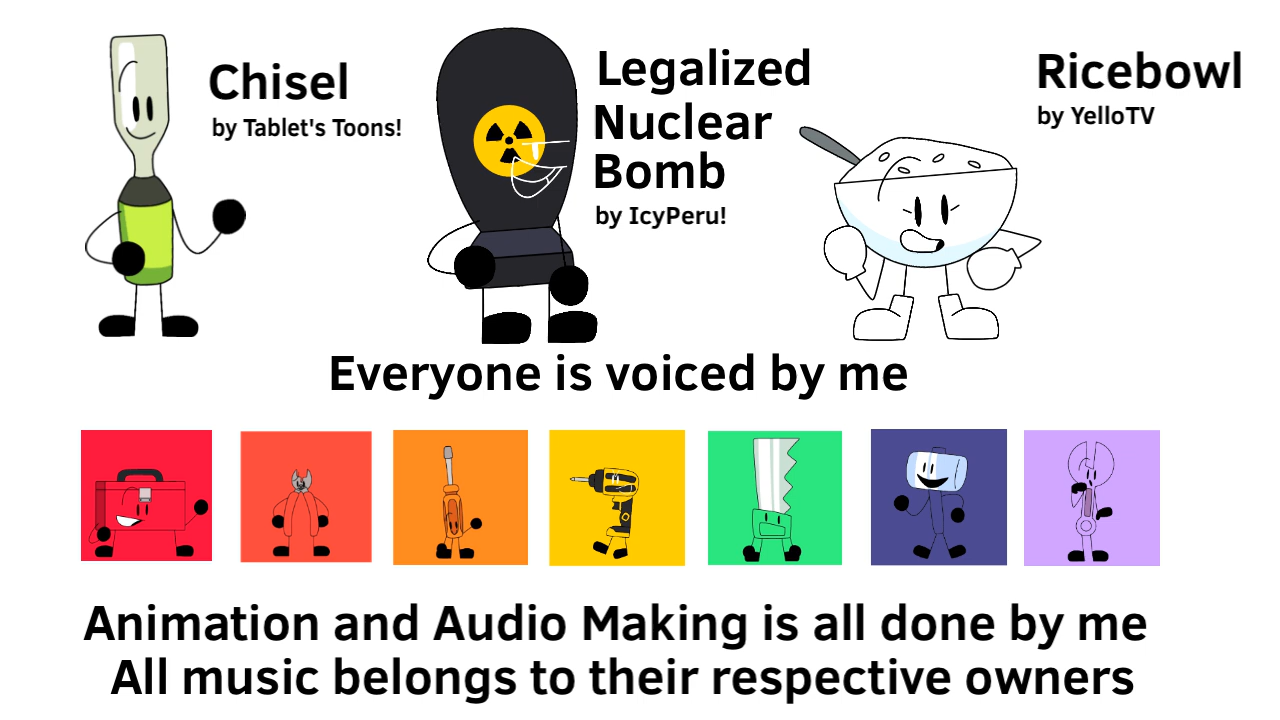 Chisel
by Tablet's Toons!
Legalized
Nuclear
Bomb
by IcyPeru!
Ricebowl
by YelloTV
Everyone is voiced by me
Animation and Audio Making is all done by me
All music belongs to their respective owners